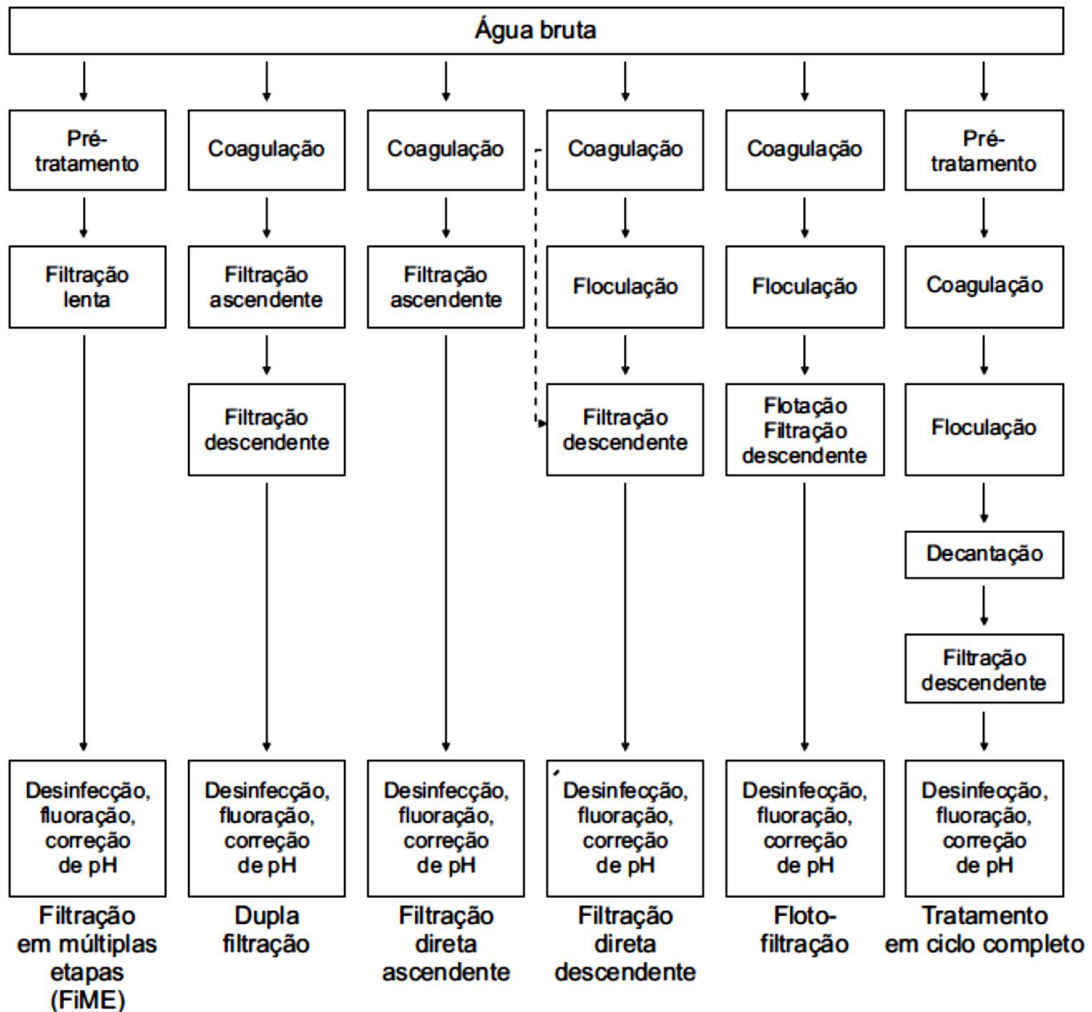 Água bruta
Pré-
tratamento
Coagulação
Coagulação
Coagulação
Coagulação
Pré-
tratamento
Filtração
lenta
Filtração
ascendente
Filtração
ascendente
Floculação
Floculação
Coagulação
Filtração
descendente
Filtração
descendente
Flotação
Filtração
descendente
Floculação
Decantação
Filtração
descendente
Desinfecção,
fluoração,
correção
de pH
Desinfecção,
fluoração,
correção
de pH
Desinfecção,
fluoração,
correção
de pH
Desinfecção,
fluoração,
correção
de pH
Desinfecção,
fluoração,
correção
de pH
Desinfecção,
fluoração,
correção
de pH
Filtração
em múltiplas
etapas
(FiME)
Dupla
filtração
Filtração
direta
ascendente
Filtração
direta
descendente
Floto-
filtração
Tratamento
em ciclo completo